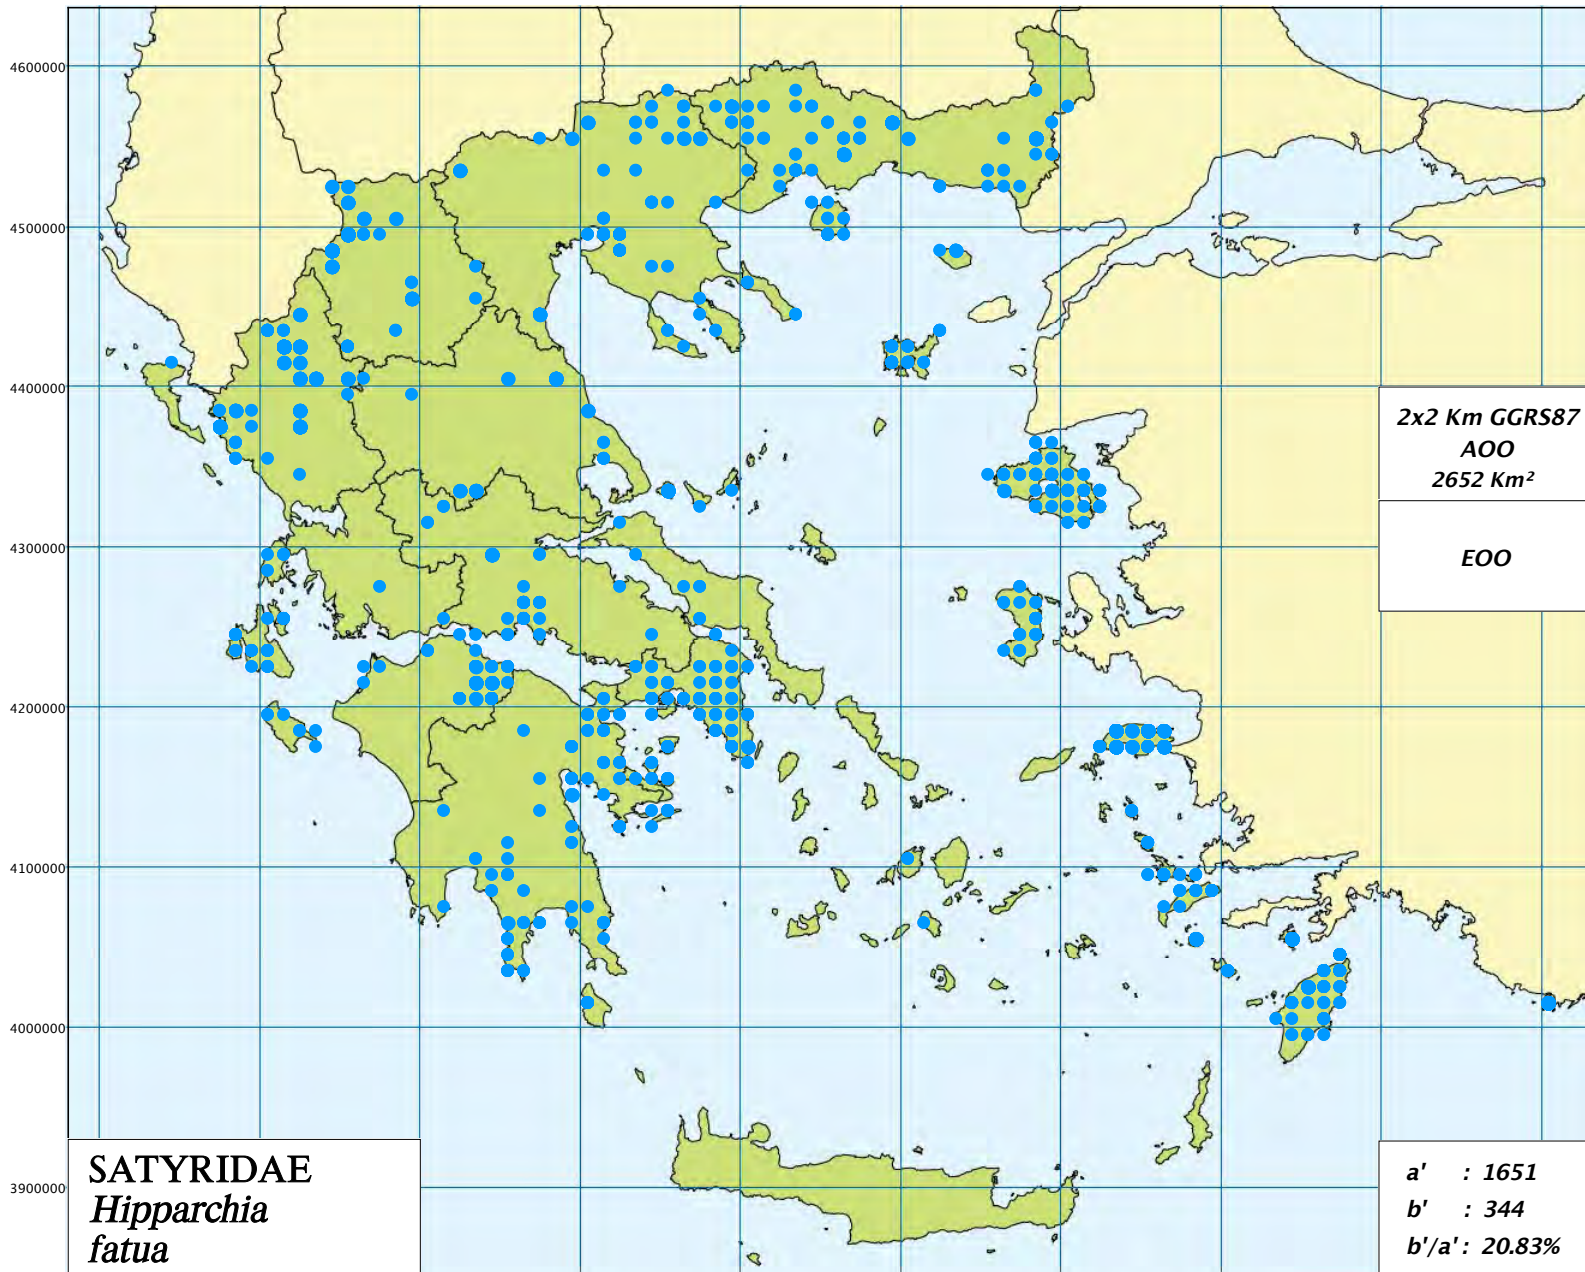 4600000
4500000
4400000
4300000
4200000
4100000
4000000
3900000
2x2 Km GGRS87
AOO
2652 Km²
EOO
SATYRIDAE
Hipparchia
fatua
a' : 1651
b' : 344
b'/a' : 20.83%